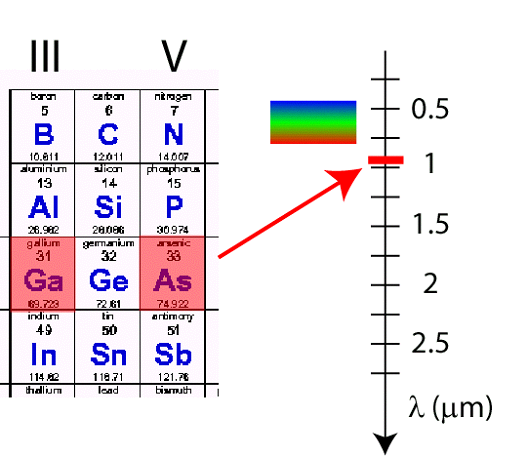 III V
boron carbon nitrogen
5 6 7
B C N
10.811 12.011 14.007
aluminium silicon phosphorus
13 14 15
Al Si P
26.982 28.086 30.974
gallium germanium arsenic
31 32 33
Ga Ge As
69.723 72.61 74.922
indium tin antimony
49 50 51
In Sn Sb
114.82 118.71 121.76
thallium lead bismuth
0.5
1
1.5
2
2.5
λ (μm)